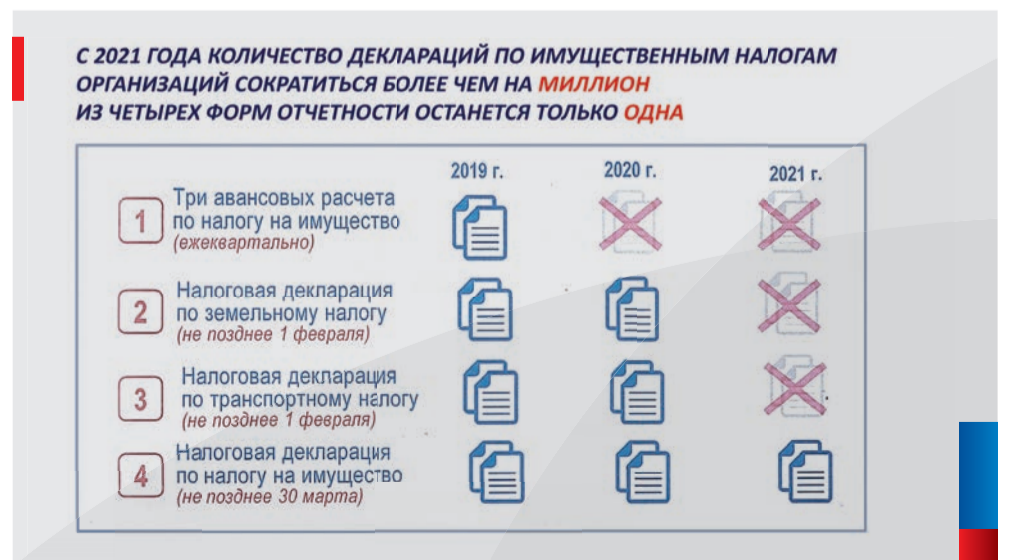 С 2021 ГОДА КОЛИЧЕСТВО ДЕКЛАРАЦИЙ ПО ИМУЩЕСТВЕННЫМ НАЛОГАМ
ОРГАНИЗАЦИЙ СОКРАТИТЬСЯ БОЛЕЕ ЧЕМ НА МИЛЛИОН
ИЗ ЧЕТЫРЕХ ФОРМ ОТЧЕТНОСТИ ОСТАНЕТСЯ ТОЛЬКО ОДНА
2019 г. 2020 г. 2021 г.
1 Три авансовых расчета
по налогу на имущество
(ежеквартально)
2 Налоговая декларация
по земельному налогу
(не позднее 1 февраля)
3 Налоговая декларация
по транспортному налогу
(не позднее 1 февраля)
4 Налоговая декларация
по налогу на имущество
(не позднее 30 марта)